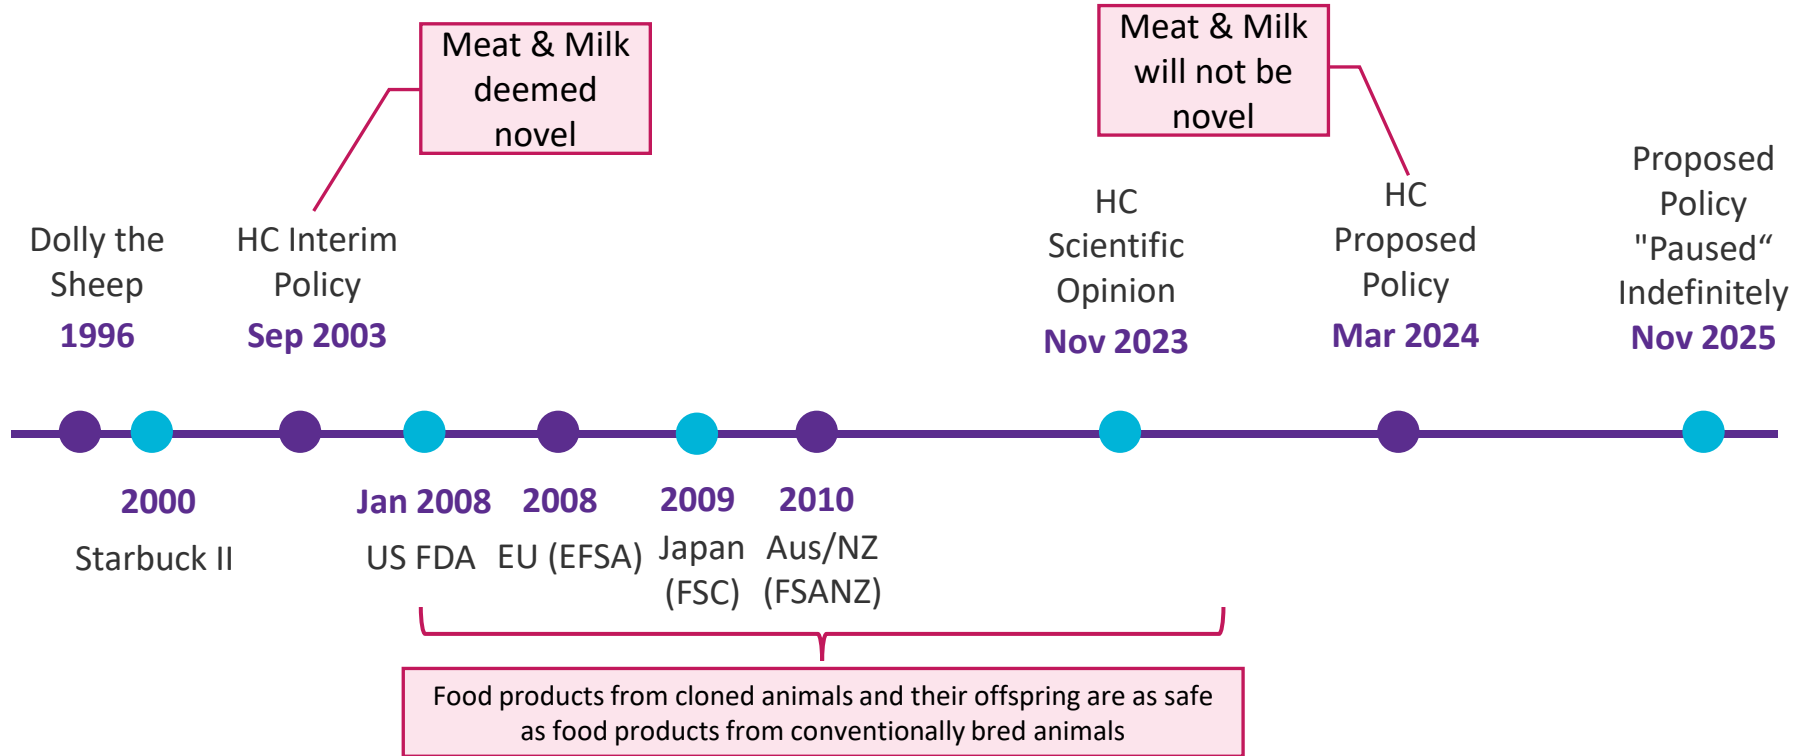 Meat & Milk
deemed
novel
Meat & Milk
will not be
novel
Dolly the
Sheep
1996
HC Interim
Policy
Sep 2003
HC
Scientific
Opinion
Nov 2023
HC
Proposed
Policy
Mar 2024
Proposed
Policy
"Paused“
Indefinitely
Nov 2025
2000
Starbuck II
Jan 2008
US FDA
2008
EU (EFSA)
2009
Japan
(FSC)
2010
Aus/NZ
(FSANZ)
Food products from cloned animals and their offspring are as safe
as food products from conventionally bred animals